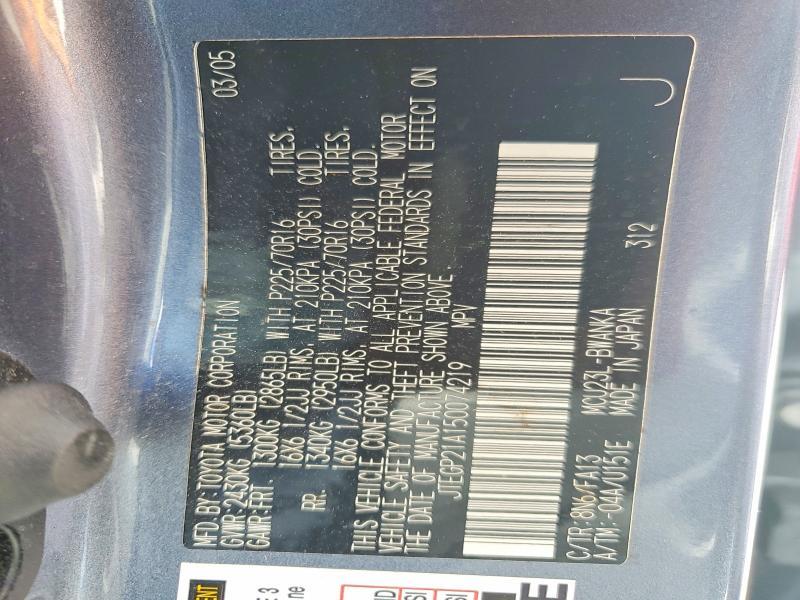 MFD. BY: TOYOTA MOTOR CORPORATION 03/05
GVWR: 2430KG (5360LB)
GAWR: FRT. 1300KG (2865LB) WITH P225/70R16 TIRES,
16X6 1/2JJ RIMS, AT 210KPA (30PSI) COLD.
RR. 1340KG (2950LB) WITH P225/70R16 TIRES,
16X6 1/2JJ RIMS, AT 210KPA (30PSI) COLD.
THIS VEHICLE CONFORMS TO ALL APPLICABLE FEDERAL MOTOR
VEHICLE SAFETY AND THEFT PREVENTION STANDARDS IN EFFECT ON
THE DATE OF MANUFACTURE SHOWN ABOVE.
JTEGP21A150074219 MPV
C/TR: 8N6/FA13 MCU23L-BWANKA 312
A/TM: -04A/U151E MADE IN JAPAN
J